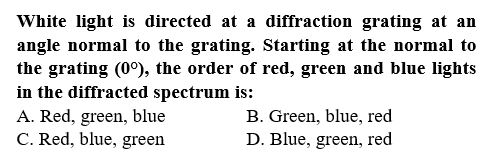 White light is directed at a diffraction grating at an
angle normal to the grating. Starting at the normal to
the grating (0°), the order of red, green and blue lights
in the diffracted spectrum is:
A. Red, green, blue B. Green, blue, red
C. Red, blue, green D. Blue, green, red